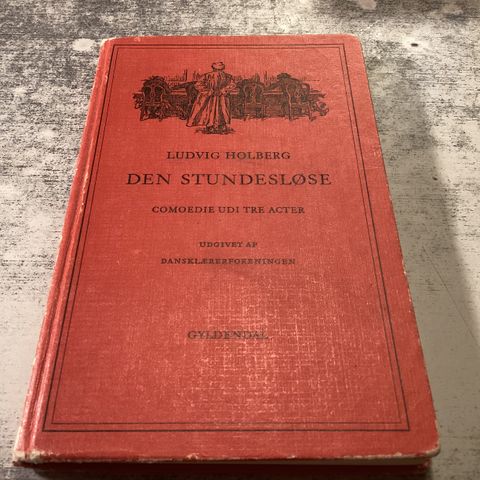 LUDVIG HOLBERG
DEN STUNDESLØSE
COMOEDIE UDI TRE ACTER
UDGIVET AF
DANSKLÆRERFORENINGEN
GYLDENDAL